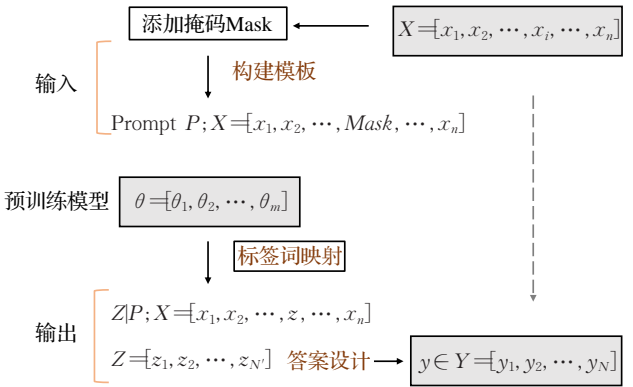 添加掩码Mask
X=[x₁, x₂, ⋯, xᵢ, ⋯, xₙ]
构建模板
输入
Prompt P; X=[x₁, x₂, ⋯, Mask, ⋯, xₙ]
预训练模型
θ=[θ₁, θ₂, ⋯, θₘ]
标签词映射
Z|P; X=[x₁, x₂, ⋯, z, ⋯, xₙ]
输出
Z=[z₁, z₂, ⋯, z_{N'}]
答案设计
y∈Y=[y₁, y₂, ⋯, y_N]